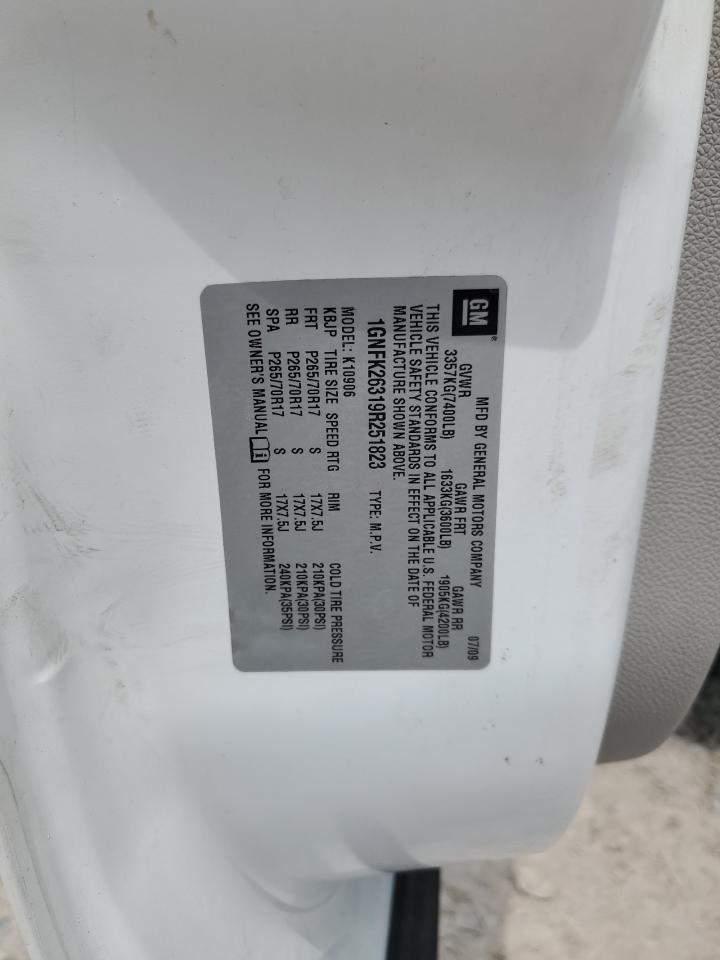 GM®
MFD BY GENERAL MOTORS COMPANY 07/09
GVWR GAWR FRT GAWR RR
3357KG(7400LB) 1633KG(3600LB) 1905KG(4200LB)
THIS VEHICLE CONFORMS TO ALL APPLICABLE U.S. FEDERAL MOTOR
VEHICLE SAFETY STANDARDS IN EFFECT ON THE DATE OF
MANUFACTURE SHOWN ABOVE.
1GNFK26319R251823 TYPE: M.P.V.
MODEL: K10906
KBJP TIRE SIZE SPEED RTG RIM COLD TIRE PRESSURE
FRT P265/70R17 S 17X7.5J 210KPA(30PSI)
RR P265/70R17 S 17X7.5J 210KPA(30PSI)
SPA P265/70R17 S 17X7.5J 240KPA(35PSI)
SEE OWNER'S MANUAL i FOR MORE INFORMATION.